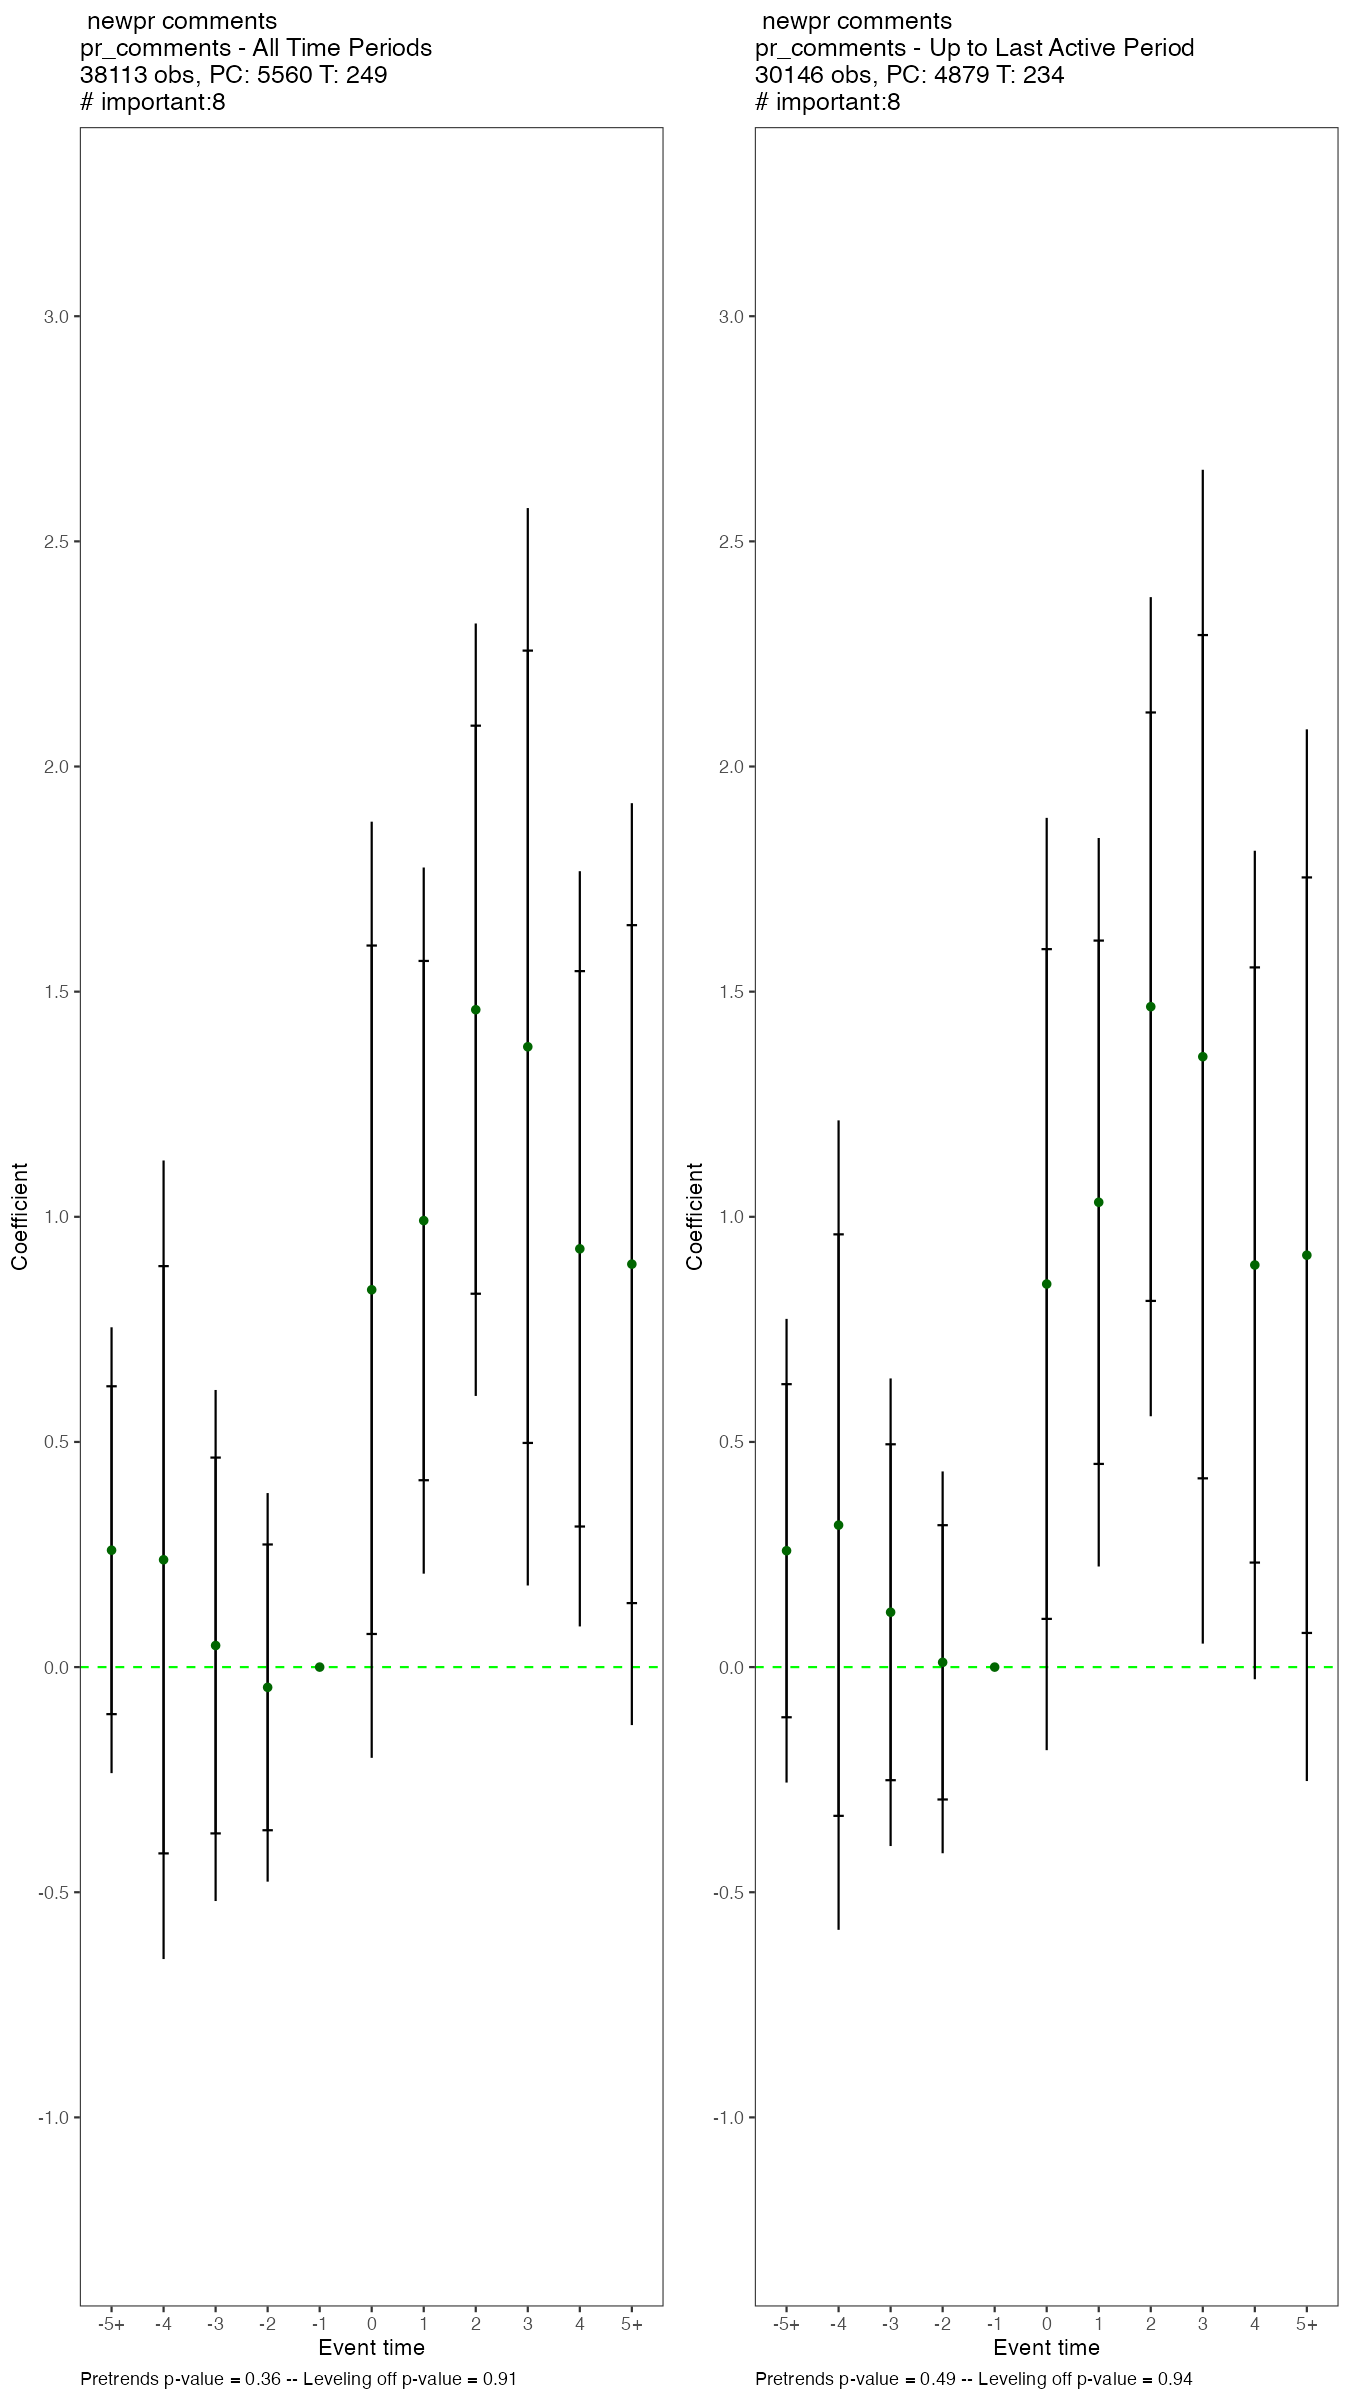 newpr comments
pr_comments - All Time Periods
38113 obs, PC: 5560 T: 249
# important:8
3.0
2.5
2.0
1.5
1.0
0.5
0.0
-0.5
-1.0
Coefficient
-5+ -4 -3 -2 -1 0 1 2 3 4 5+
Event time
Pretrends p-value = 0.36 -- Leveling off p-value = 0.91
newpr comments
pr_comments - Up to Last Active Period
30146 obs, PC: 4879 T: 234
# important:8
3.0
2.5
2.0
1.5
1.0
0.5
0.0
-0.5
-1.0
Coefficient
-5+ -4 -3 -2 -1 0 1 2 3 4 5+
Event time
Pretrends p-value = 0.49 -- Leveling off p-value = 0.94